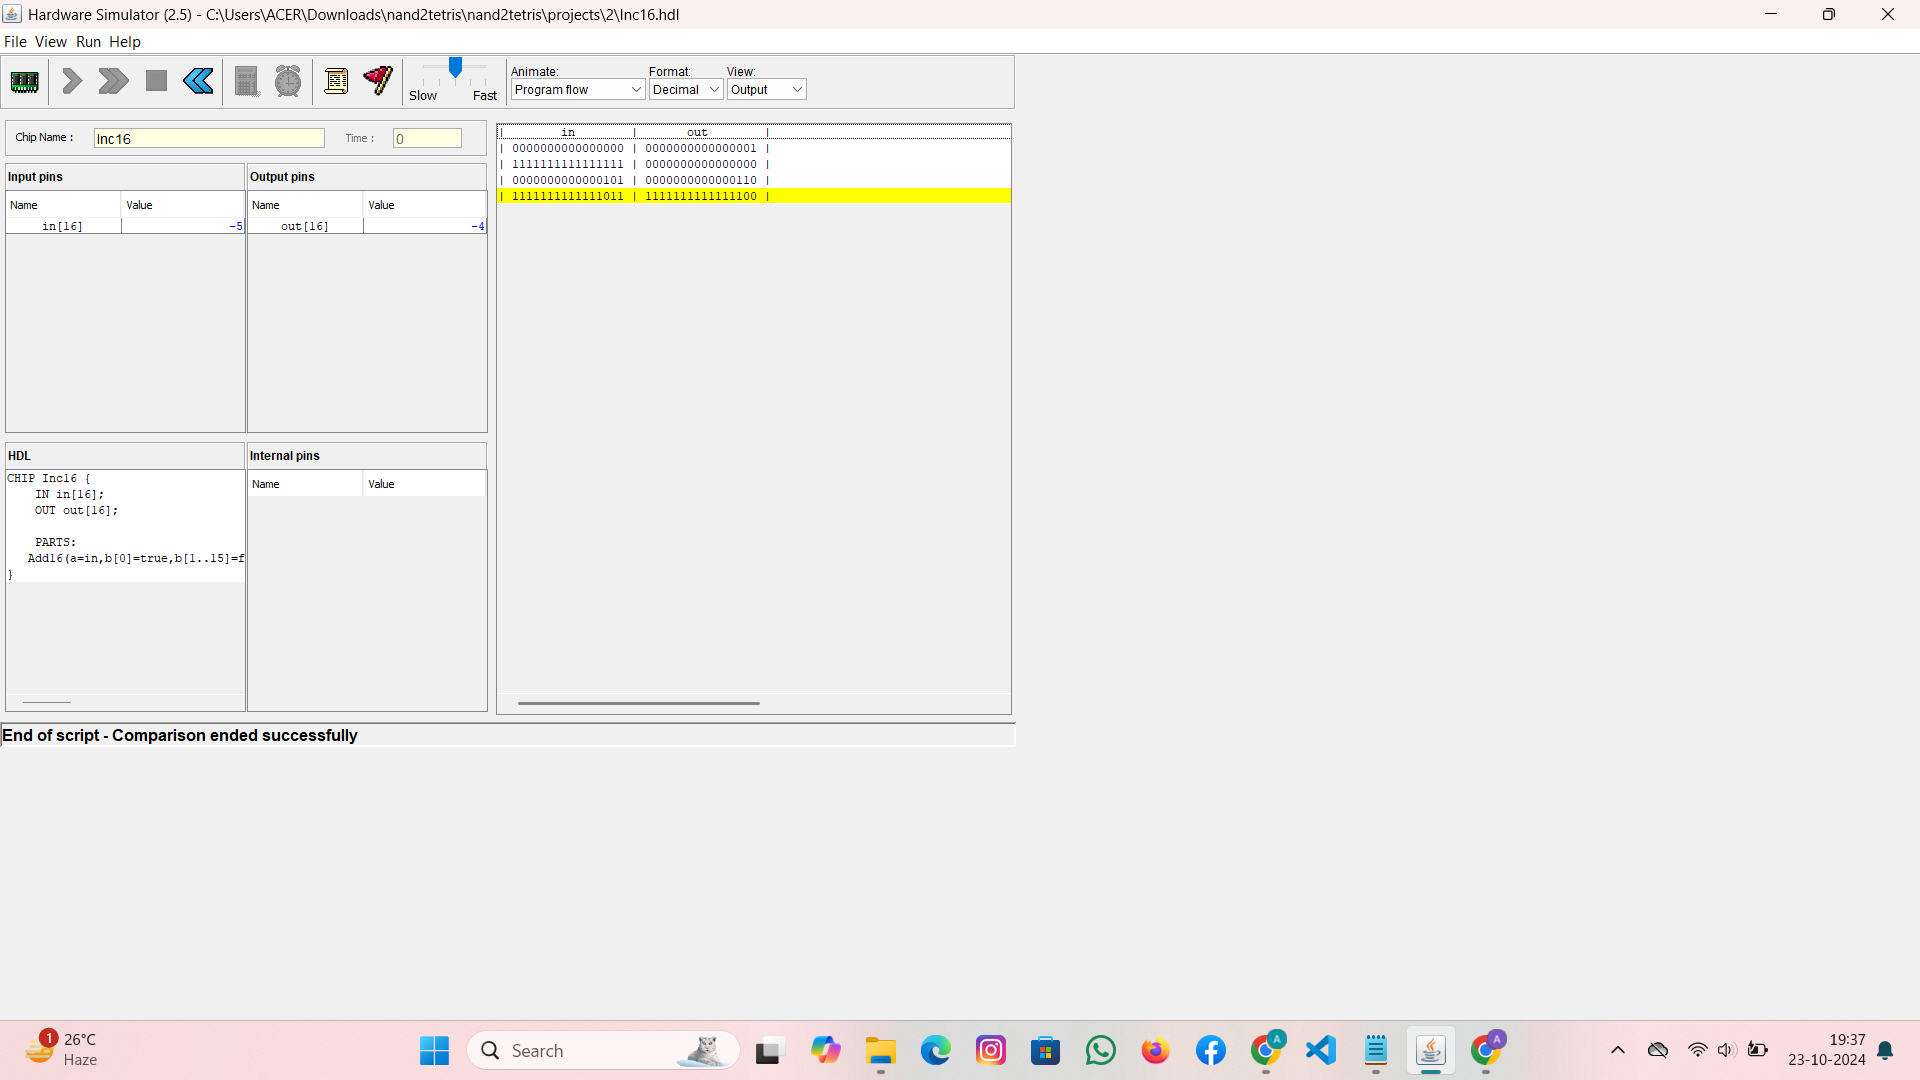 Hardware Simulator (2.5) - C:\Users\ACER\Downloads\nand2tetris\nand2tetris\projects\2\Inc16.hdl
File View Run Help
Slow Fast
Animate: Format: View:
Program flow Decimal Output
Chip Name : Inc16 Time : 0
Input pins
Name Value
in[16] -5
Output pins
Name Value
out[16] -4
HDL
CHIP Inc16 {
IN in[16];
OUT out[16];
PARTS:
Add16(a=in,b[0]=true,b[1..15]=f
}
Internal pins
Name Value
| in | out |
| 0000000000000000 | 0000000000000001 |
| 1111111111111111 | 0000000000000000 |
| 0000000000000101 | 0000000000000110 |
| 1111111111111011 | 1111111111111100 |
End of script - Comparison ended successfully
1
26°C
Haze
Search
A
A
19:37
23-10-2024